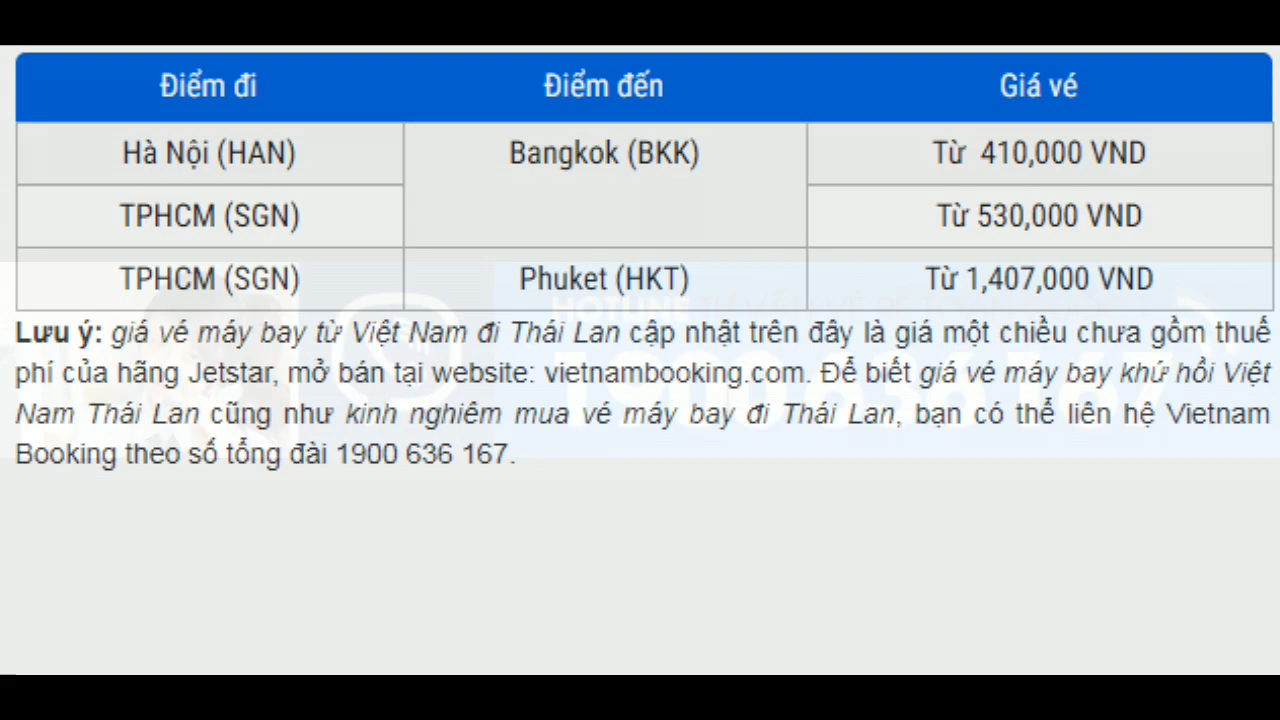 Điểm đi Điểm đến Giá vé
Hà Nội (HAN) Bangkok (BKK) Từ 410,000 VND
TPHCM (SGN) Từ 530,000 VND
TPHCM (SGN) Phuket (HKT) Từ 1,407,000 VND
HOTLINE
Lưu ý: giá vé máy bay từ Việt Nam đi Thái Lan cập nhật trên đây là giá một chiều chưa gồm thuế
phí của hãng Jetstar, mở bán tại website: vietnambooking.com. Để biết giá vé máy bay khứ hồi Việt
Nam Thái Lan cũng như kinh nghiêm mua vé máy bay đi Thái Lan, bạn có thể liên hệ Vietnam
Booking theo số tổng đài 1900 636 167.